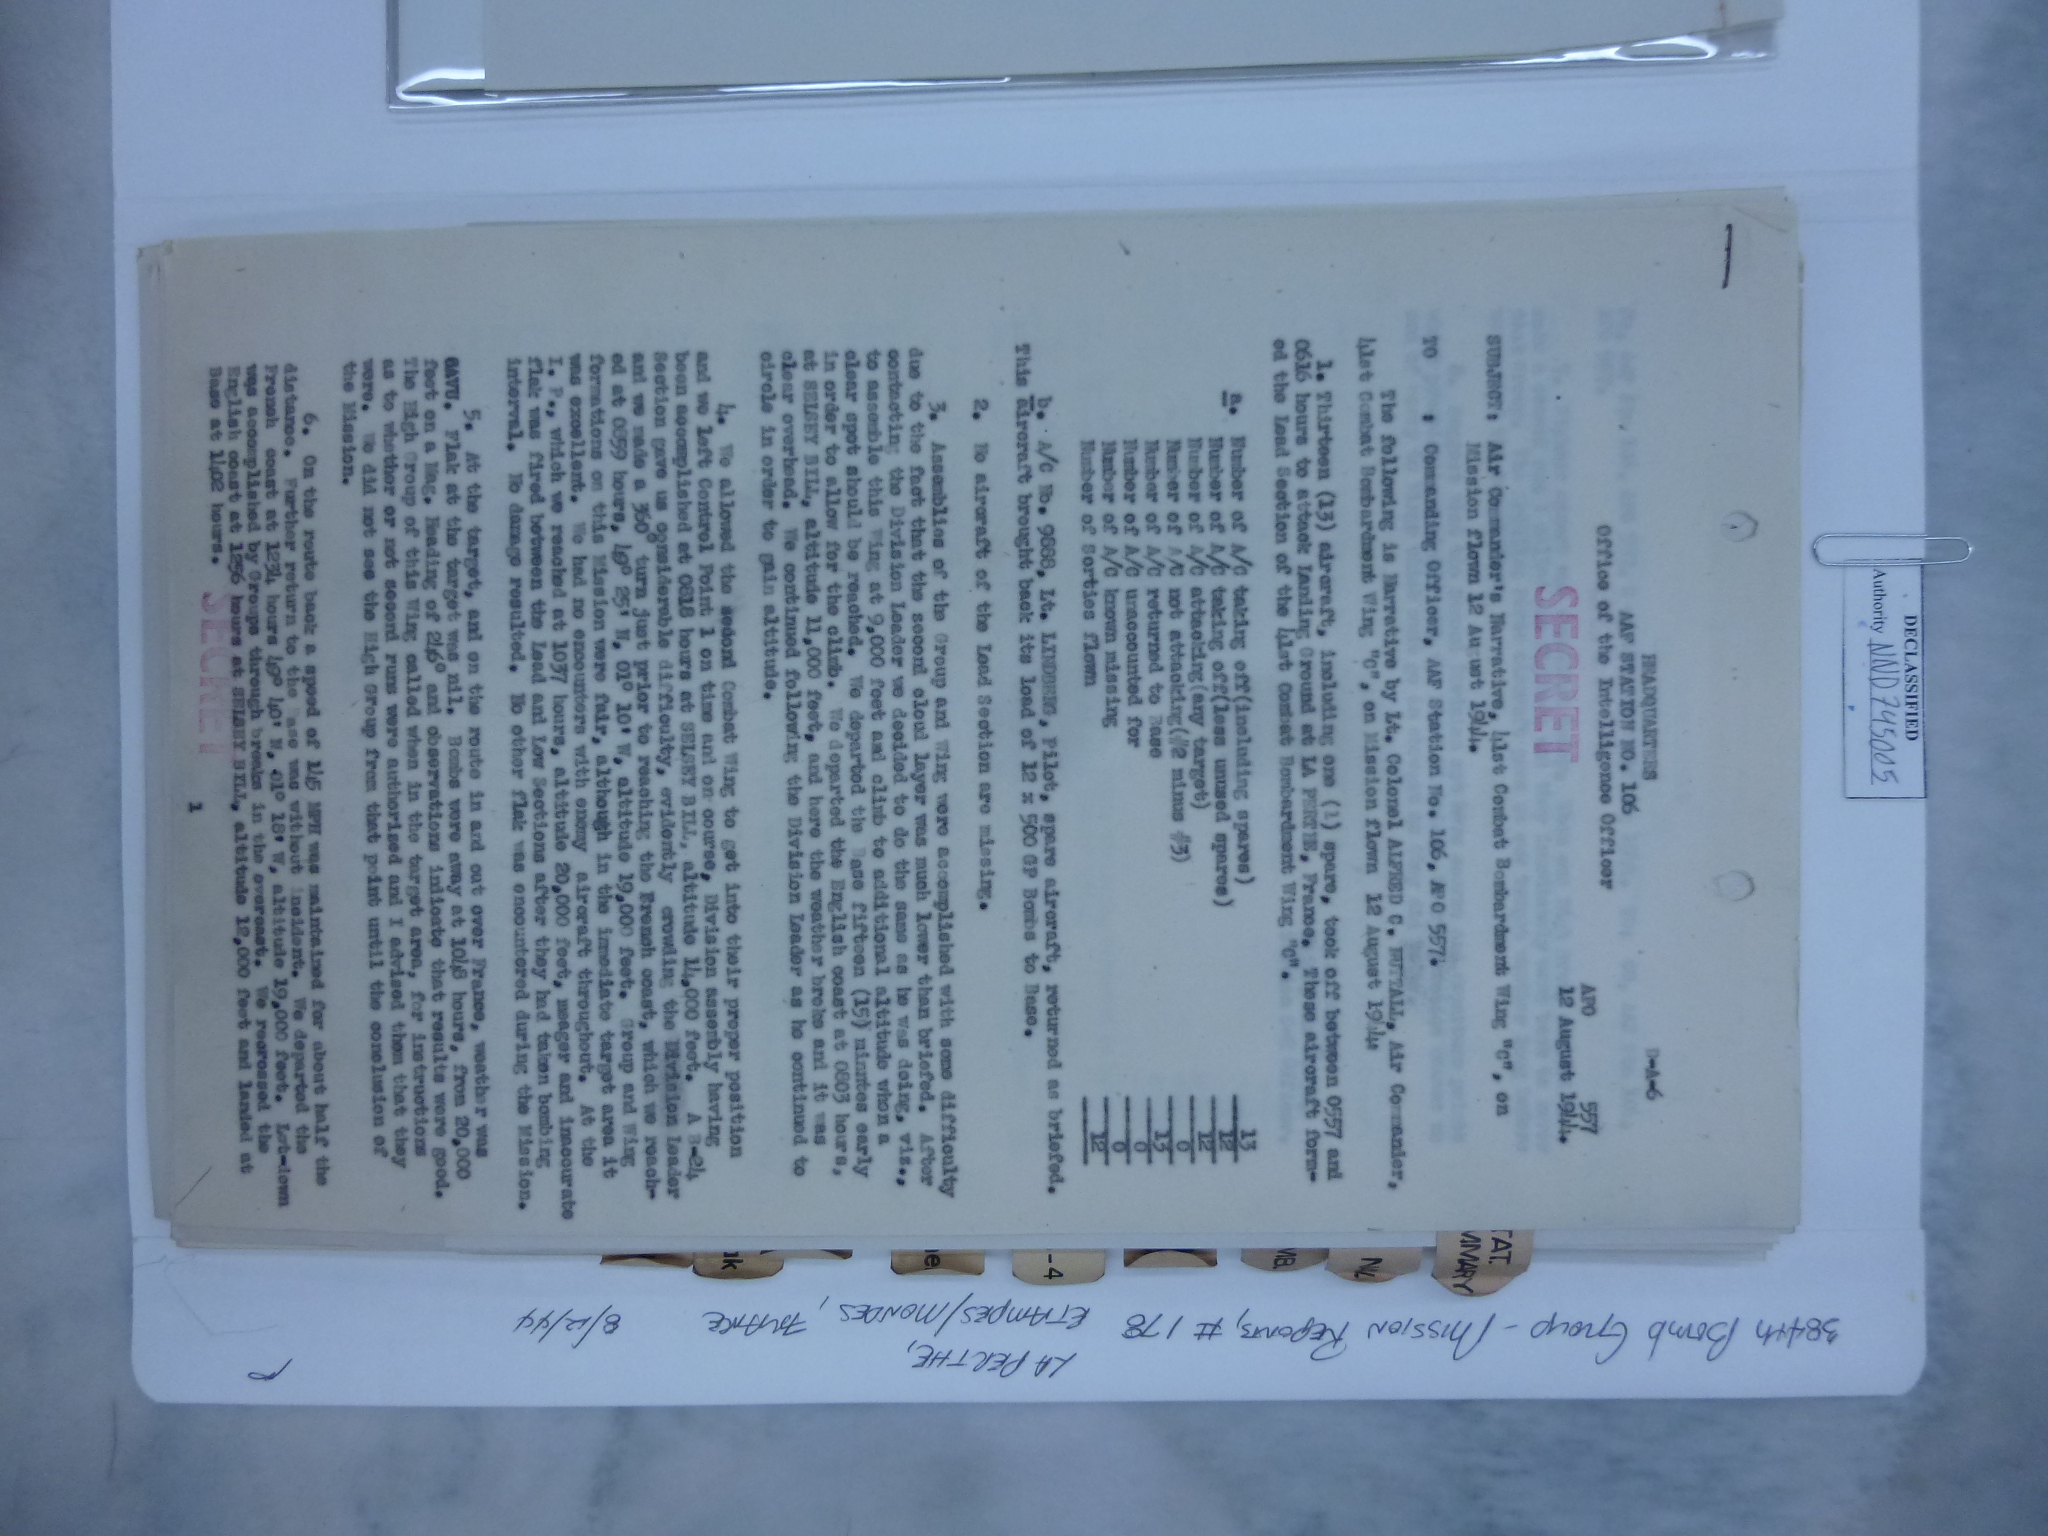 DECLASSIFIED
Authority NND 745005
HEADQUARTERS
AAF STATION NO. 106
Office of the Intelligence Officer
D-A-6
APO 557
12 August 1944.
SECRET
SUBJECT: Air Commander's Narrative, 41st Combat Bombardment Wing "C", on
Mission flown 12 August 1944.
TO : Commanding Officer, AAF Station No. 106, APO 557.
The following is Narrative by Lt. Colonel ALFRED C. NUTTALL, Air Commander,
41st Combat Bombardment Wing "C", on Mission flown 12 August 1944:
1. Thirteen (13) aircraft, including one (1) spare, took off between 0557 and
0616 hours to attack Landing Ground at LA PERTHE, France. These aircraft form-
ed the Lead Section of the 41st Combat Bombardment Wing "C".
a. Number of A/C taking off(including spares) 13
Number of A/C taking off(less unused spares) 12
Number of A/C attacking(any target) 12
Number of A/C not attacking(#2 minus #3) 0
Number of A/C returned to Base 13
Number of A/C unaccounted for 0
Number of A/C known missing 0
Number of Sorties flown 12
b. A/C No. 9888, Lt. LINDBERG, Pilot, spare aircraft, returned as briefed.
This aircraft brought back its load of 12 x 500 GP Bombs to Base.
2. No aircraft of the Lead Section are missing.
3. Assemblies of the Group and Wing were accomplished with some difficulty
due to the fact that the second cloud layer was much lower than briefed. After
contacting the Division Leader we decided to do the same as he was doing, viz.,
to assemble this Wing at 9,000 feet and climb to additional altitude when a
clear spot should be reached. We departed the Base fifteen (15) minutes early
in order to allow for the climb. We departed the English coast at 0803 hours,
at SELSEY BILL, altitude 11,000 feet, and here the weather broke and it was
clear overhead. We continued following the Division Leader as he continued to
circle in order to gain altitude.
4. We allowed the second Combat Wing to get into their proper position
and we left Control Point 1 on time and on course, Division assembly having
been accomplished at 0818 hours at SELSEY BILL, altitude 14,000 feet. A B-24
Section gave us considerable difficulty, evidently crowding the Division Leader
and we made a 360° turn just prior to reaching the French coast, which we reach-
ed at 0859 hours, 49° 25' N, 01° 10' W, altitude 19,000 feet. Group and Wing
formations on this Mission were fair, although in the immediate target area it
was excellent. We had no encounters with enemy aircraft throughout. At the
I. P., which we reached at 1037 hours, altitude 20,000 feet, meager and inaccurate
flak was fired between the Lead and Low Sections after they had taken bombing
interval. No damage resulted. No other flak was encountered during the Mission.
5. At the target, and on the route in and out over France, weather was
CAVU. Flak at the target was nil. Bombs were away at 1048 hours, from 20,000
feet on a Mag. Heading of 246° and observations indicate that results were good.
The High Group of this Wing called when in the target area, for instructions
as to whether or not second runs were authorized and I advised them that they
were. We did not see the High Group from that point until the conclusion of
the Mission.
6. On the route back a speed of 145 MPH was maintained for about half the
distance. Further return to the Base was without incident. We departed the
French coast at 1234 hours 49° 40' N, 01° 18' W, altitude 19,000 feet. Let-down
was accomplished by Groups through breaks in the overcast. We recrossed the
English coast at 1256 hours at SELSEY BILL, altitude 12,000 feet and landed at
Base at 1402 hours.
SECRET
1
TAT.
MMARY
NL
MB.
-4
ne
nk
384th Bomb Group - Mission Reports, # 178
LA PERTHE,
ETAMPES/MONDES, FRANCE 8/12/44